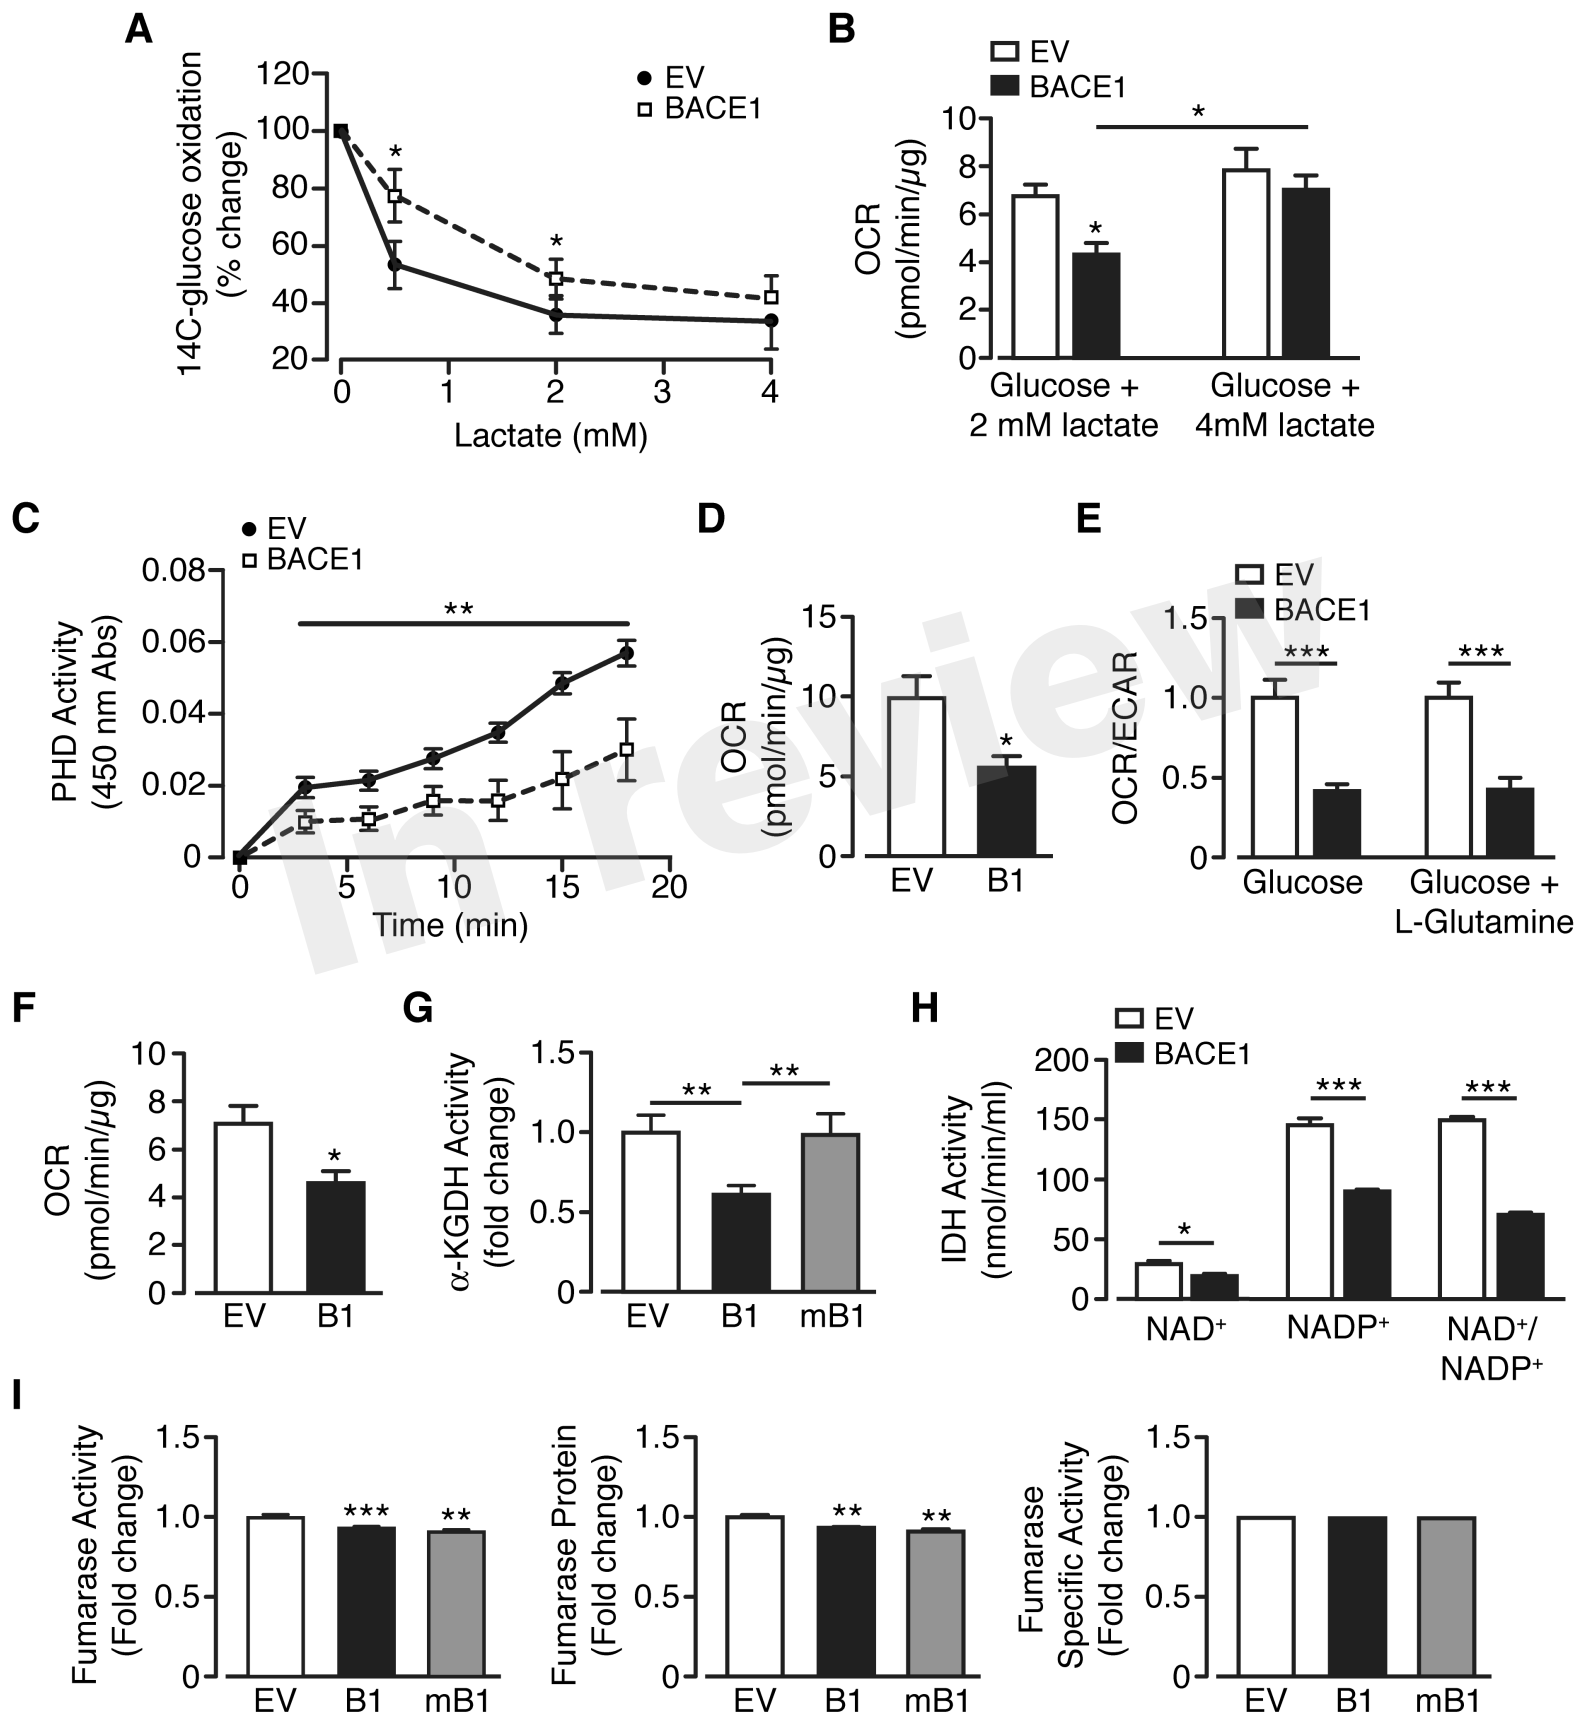 A
14C-glucose oxidation
(% change)
120
100
80
60
40
20
EV
BACE1
*
*
0 1 2 3 4
Lactate (mM)
B
EV
BACE1
OCR
(pmol/min/µg)
10
8
6
4
2
0
*
*
Glucose +
2 mM lactate
Glucose +
4mM lactate
C
EV
BACE1
PHD Activity
(450 nm Abs)
0.08
0.06
0.04
0.02
0
**
0 5 10 15 20
Time (min)
D
OCR
(pmol/min/µg)
15
10
5
0
*
EV B1
E
EV
BACE1
OCR/ECAR
1.5
1.0
0.5
0
*** ***
Glucose
Glucose +
L-Glutamine
in review
F
OCR
(pmol/min/µg)
10
8
6
4
2
0
*
EV B1
G
α-KGDH Activity
(fold change)
1.5
1.0
0.5
0
** **
EV B1 mB1
H
EV
BACE1
IDH Activity
(nmol/min/ml)
200
150
100
50
0
* *** ***
NAD⁺
NADP⁺
NAD⁺/
NADP⁺
I
Fumarase Activity
(Fold change)
1.5
1.0
0.5
0
*** **
EV B1 mB1
Fumarase Protein
(Fold change)
1.5
1.0
0.5
0
** **
EV B1 mB1
Fumarase
Specific Activity
(Fold change)
1.5
1.0
0.5
0
EV B1 mB1